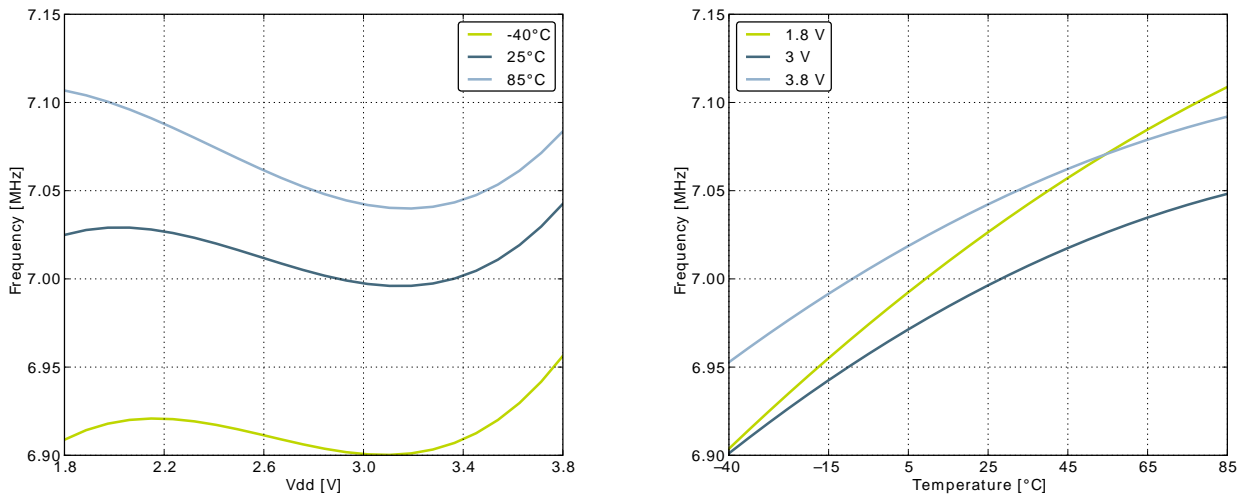 7.15
7.10
7.05
7.00
6.95
6.90
Frequency [MHz]
1.8 2.2 2.6 3.0 3.4 3.8
Vdd [V]
-40°C
25°C
85°C
7.15
7.10
7.05
7.00
6.95
6.90
Frequency [MHz]
–40 –15 5 25 45 65 85
Temperature [°C]
1.8 V
3 V
3.8 V